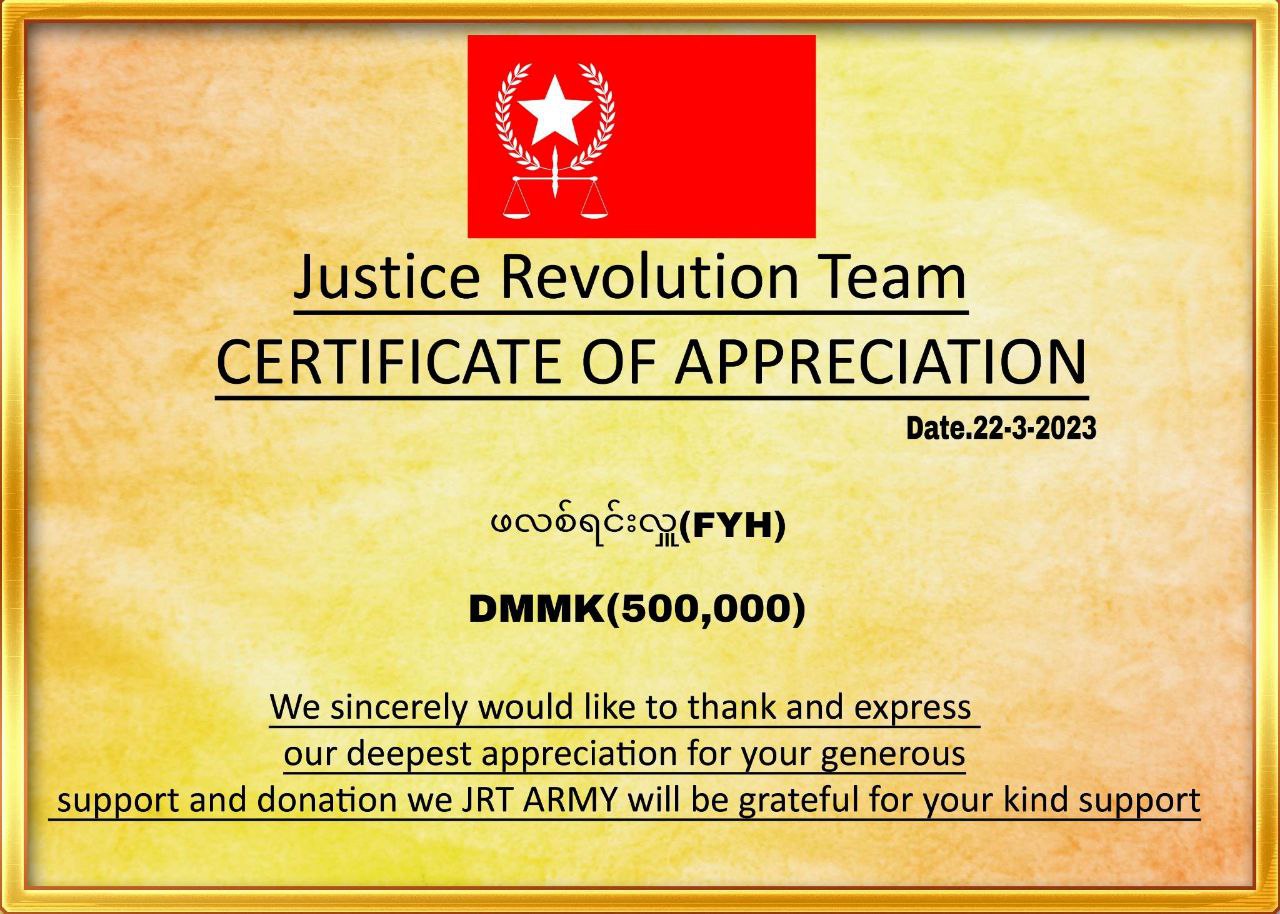 Justice Revolution Team
CERTIFICATE OF APPRECIATION
Date.22-3-2023
ဖလစ်ရင်းလှူ(FYH)
DMMK(500,000)
We sincerely would like to thank and express
our deepest appreciation for your generous
support and donation we JRT ARMY will be grateful for your kind support